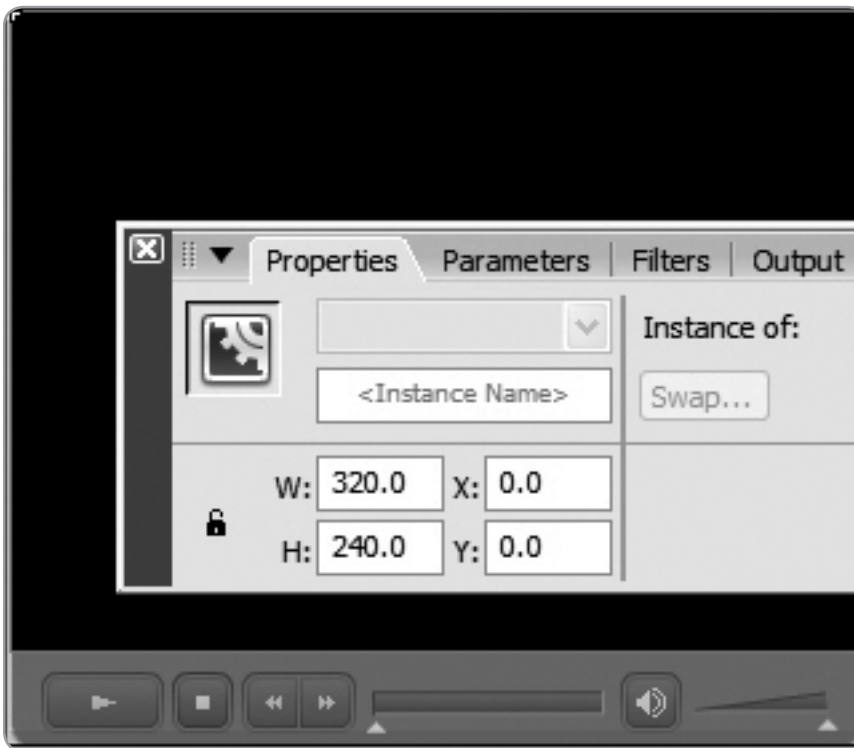 Properties Parameters | Filters | Output
Instance of:
<Instance Name> Swap...
W: 320.0 X: 0.0
H: 240.0 Y: 0.0